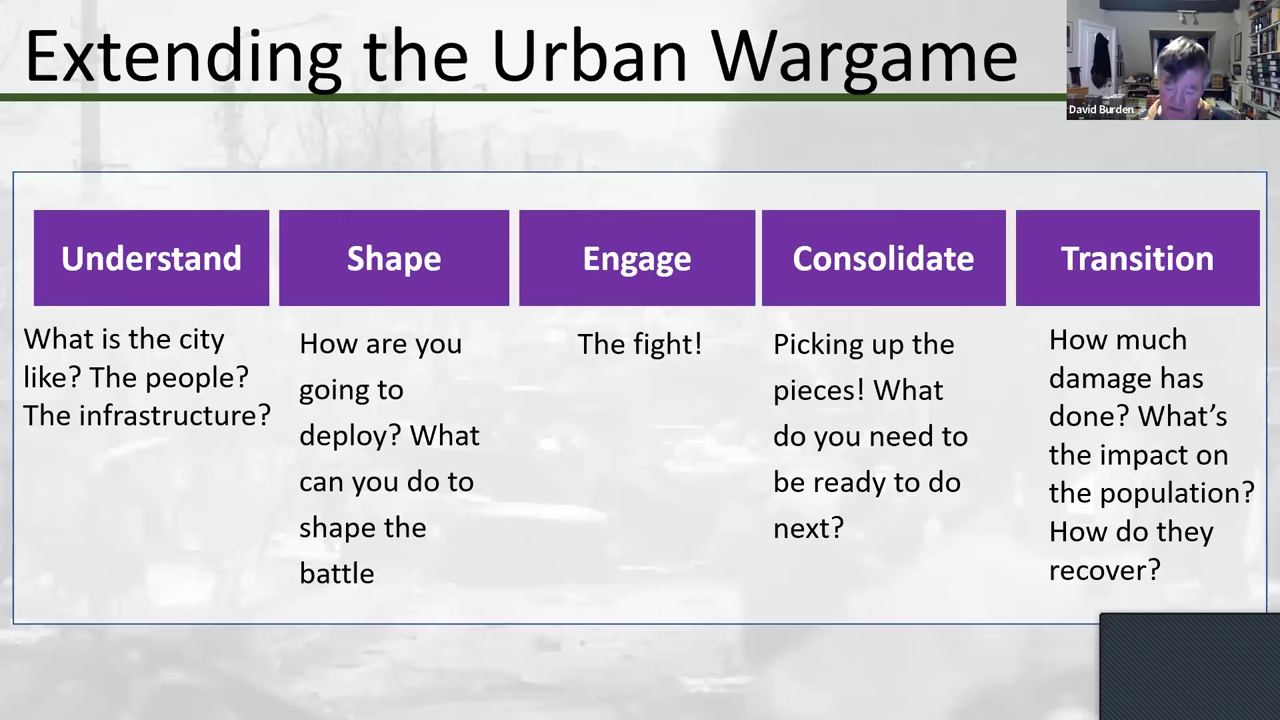 Extending the Urban Wargame
David Burden
Understand
What is the city
like? The people?
The infrastructure?
Shape
How are you
going to
deploy? What
can you do to
shape the
battle
Engage
The fight!
Consolidate
Picking up the
pieces! What
do you need to
be ready to do
next?
Transition
How much
damage has
done? What’s
the impact on
the population?
How do they
recover?